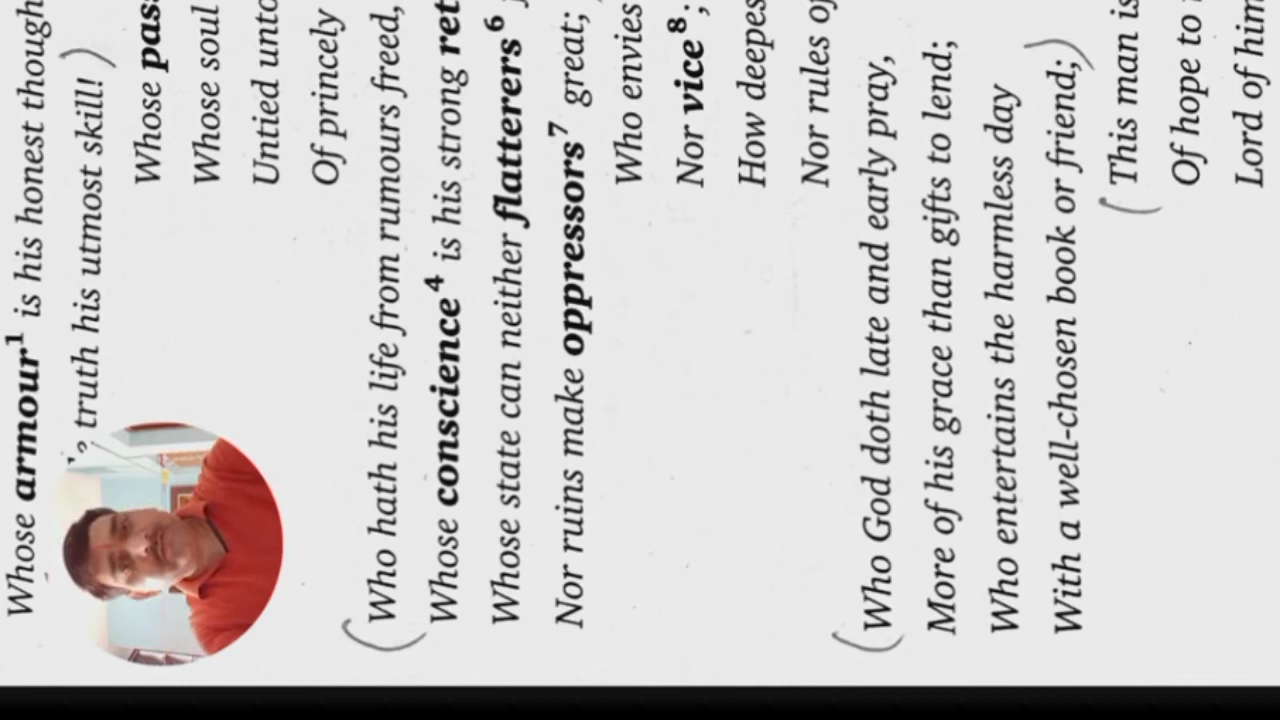 Whose armour¹ is his honest though
truth his utmost skill! )
Whose pas
Whose soul
Untied unto
Of princely
(Who hath his life from rumours freed,
Whose conscience⁴ is his strong ret
Whose state can neither flatterers⁶
Nor ruins make oppressors⁷ great;
Who envies
Nor vice⁸;
How deepes
Nor rules of
(Who God doth late and early pray,
More of his grace than gifts to lend;
Who entertains the harmless day
With a well-chosen book or friend;)
(This man is
Of hope to
Lord of him